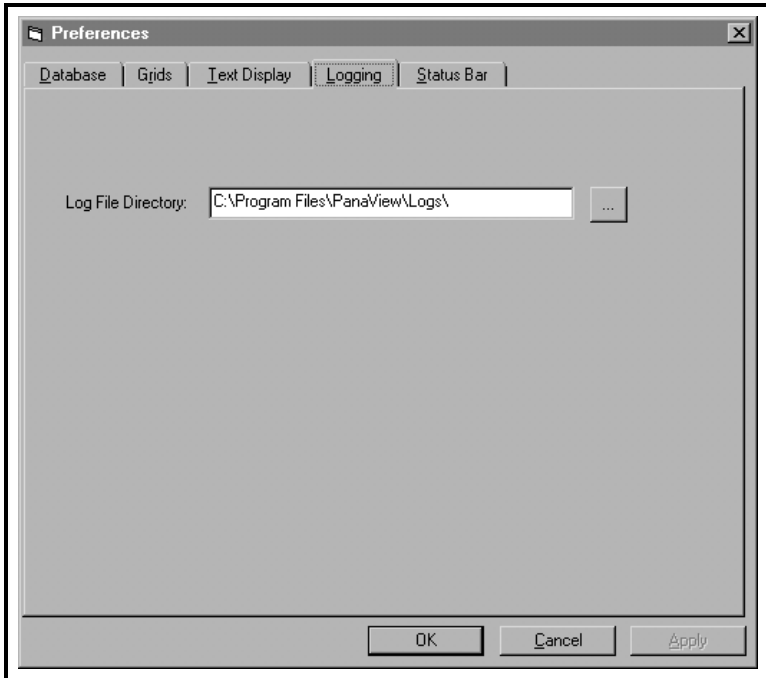 Preferences
Database Grids Text Display Logging Status Bar
Log File Directory: C:\Program Files\PanaView\Logs\ ...
OK Cancel Apply